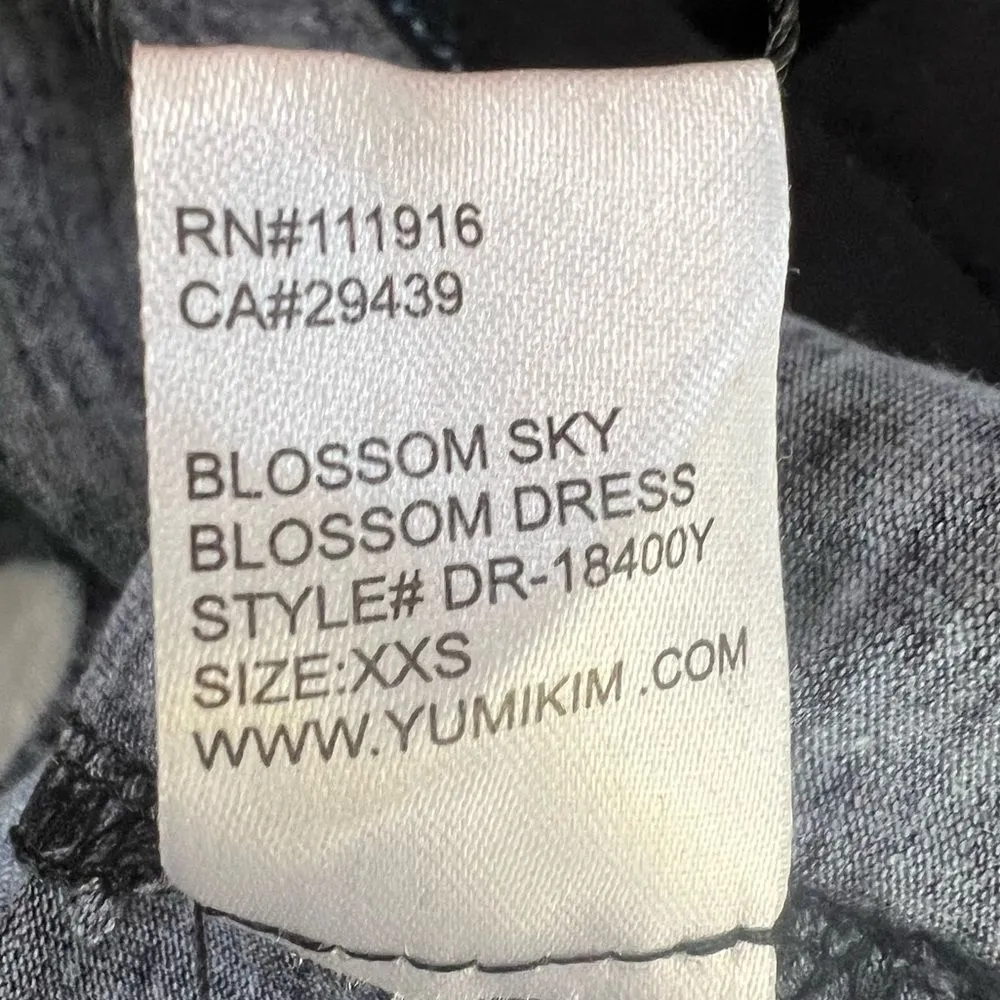 RN#111916
CA#29439
BLOSSOM SKY
BLOSSOM DRESS
STYLE# DR-18400Y
SIZE:XXS
WWW.YUMIKIM.COM